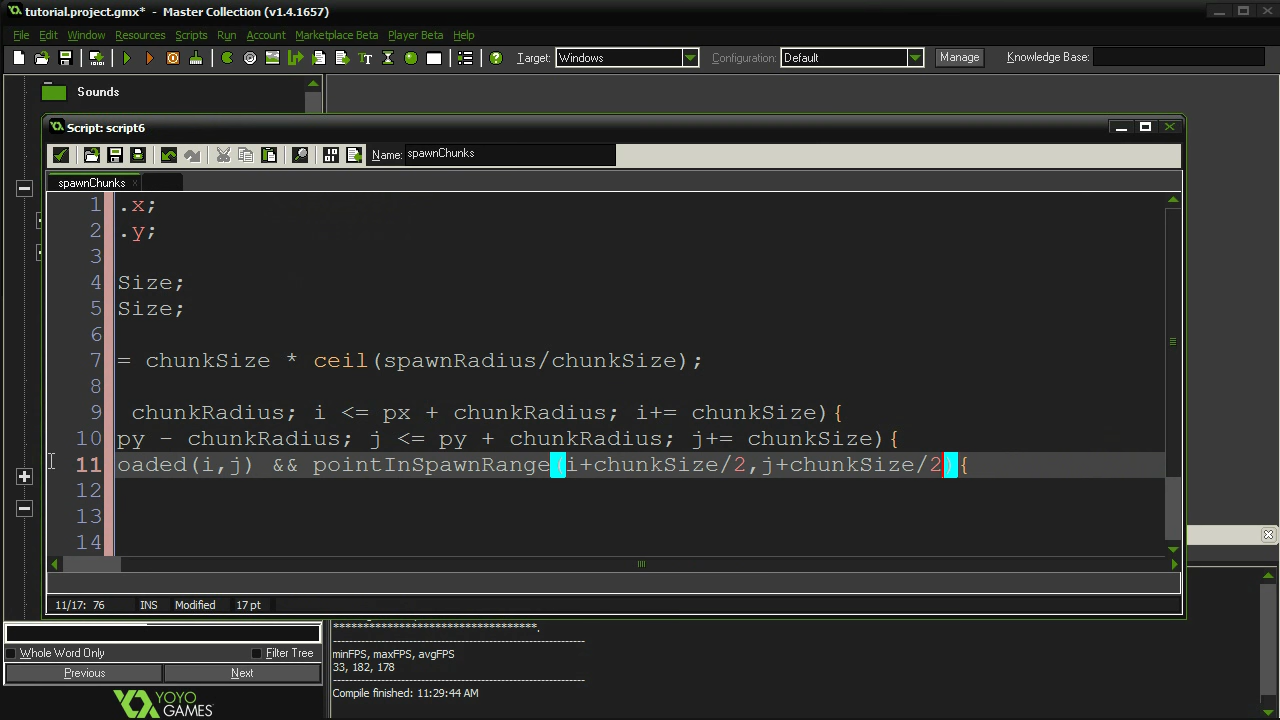 tutorial.project.gmx* - Master Collection (v1.4.1657)
File Edit Window Resources Scripts Run Account Marketplace Beta Player Beta Help
Target: Windows Configuration: Default Manage Knowledge Base:
Sounds
Script: script6
Name: spawnChunks
spawnChunks ×
1 .x;
2 .y;
3
4 Size;
5 Size;
6
7 = chunkSize * ceil(spawnRadius/chunkSize);
8
9 chunkRadius; i <= px + chunkRadius; i+= chunkSize){
10 py - chunkRadius; j <= py + chunkRadius; j+= chunkSize){
11 oaded(i,j) && pointInSpawnRange(i+chunkSize/2,j+chunkSize/2){
12
13
14
11/17: 76 INS Modified 17 pt
Whole Word Only Filter Tree
Previous Next
YOYO
GAMES
***********************************.
minFPS, maxFPS, avgFPS
33, 182, 178
Compile finished: 11:29:44 AM